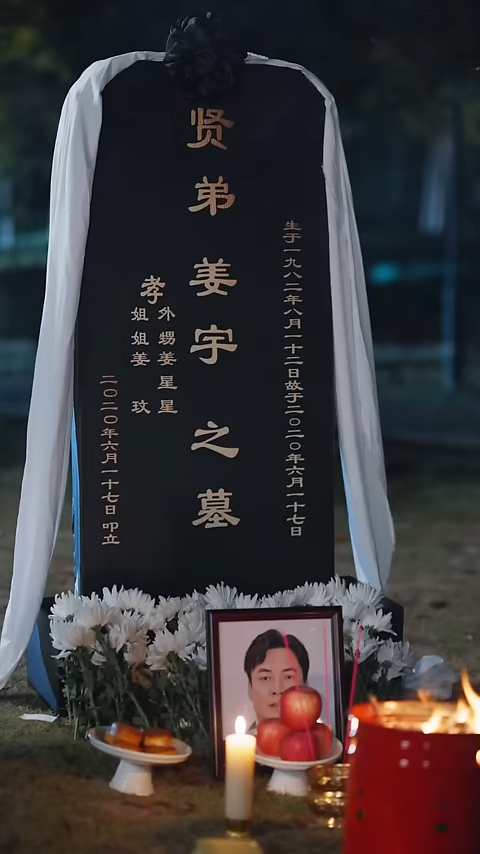 生于一九八二年八月一十二日故于二〇二〇年六月一十七日
贤弟姜宇之墓
孝
外甥姜星星
姐姐姜玟
二〇二〇年六月一十七日叩立